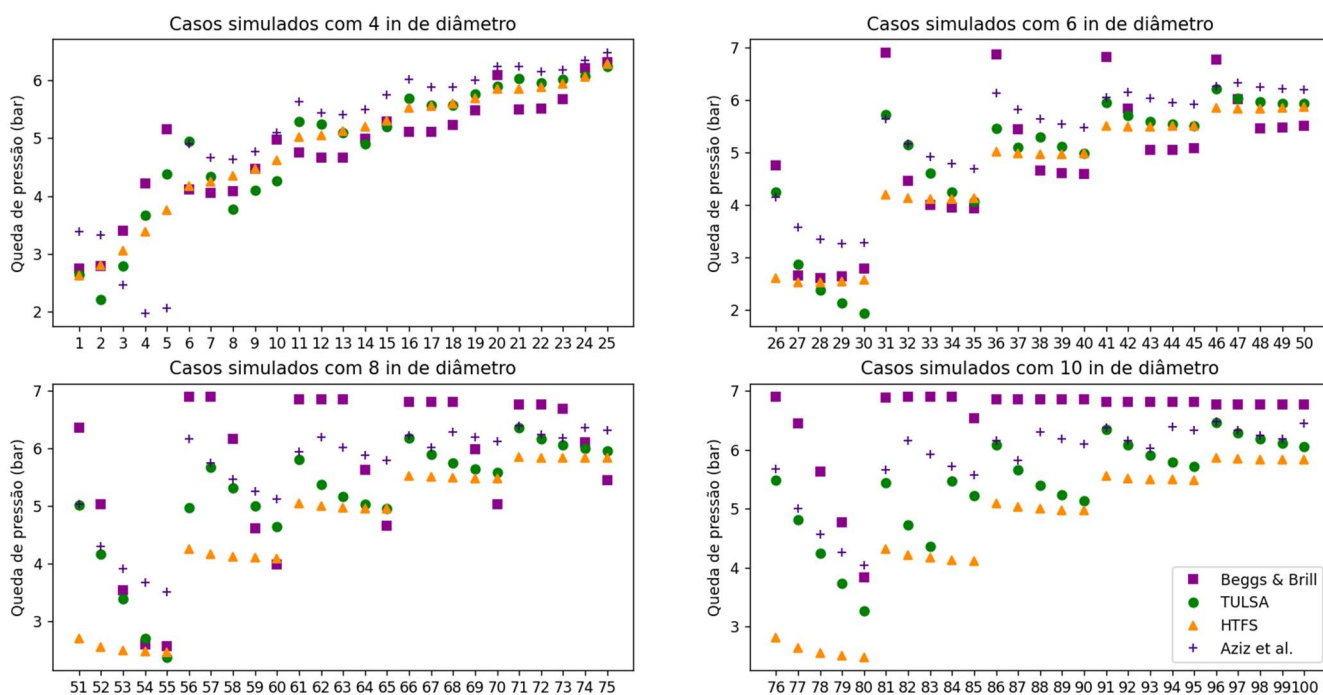 Casos simulados com 4 in de diâmetro
Queda de pressão (bar)
6
5
4
3
2
1 2 3 4 5 6 7 8 9 10 11 12 13 14 15 16 17 18 19 20 21 22 23 24 25
Casos simulados com 6 in de diâmetro
Queda de pressão (bar)
7
6
5
4
3
2
26 27 28 29 30 31 32 33 34 35 36 37 38 39 40 41 42 43 44 45 46 47 48 49 50
Casos simulados com 8 in de diâmetro
Queda de pressão (bar)
7
6
5
4
3
51 52 53 54 55 56 57 58 59 60 61 62 63 64 65 66 67 68 69 70 71 72 73 74 75
Casos simulados com 10 in de diâmetro
Queda de pressão (bar)
7
6
5
4
3
76 77 78 79 80 81 82 83 84 85 86 87 88 89 90 91 92 93 94 95 96 97 98 99 100
Beggs & Brill
TULSA
HTFS
Aziz et al.